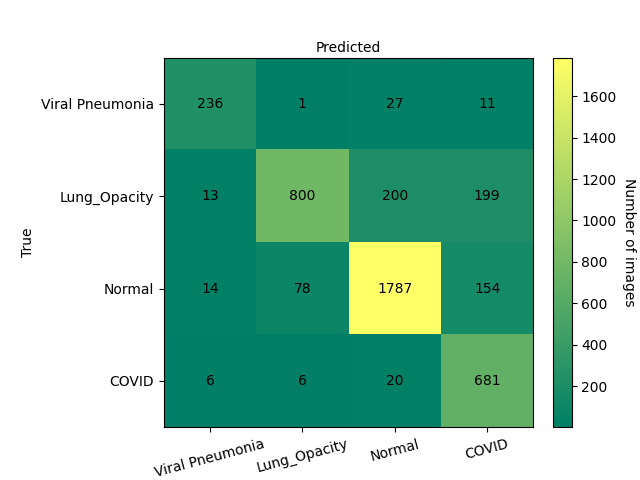 Predicted
Viral Pneumonia 236 1 27 11
Lung_Opacity 13 800 200 199
Normal 14 78 1787 154
COVID 6 6 20 681
True
Viral Pneumonia Lung_Opacity Normal COVID
1600
1400
1200
1000
800
600
400
200
Number of images